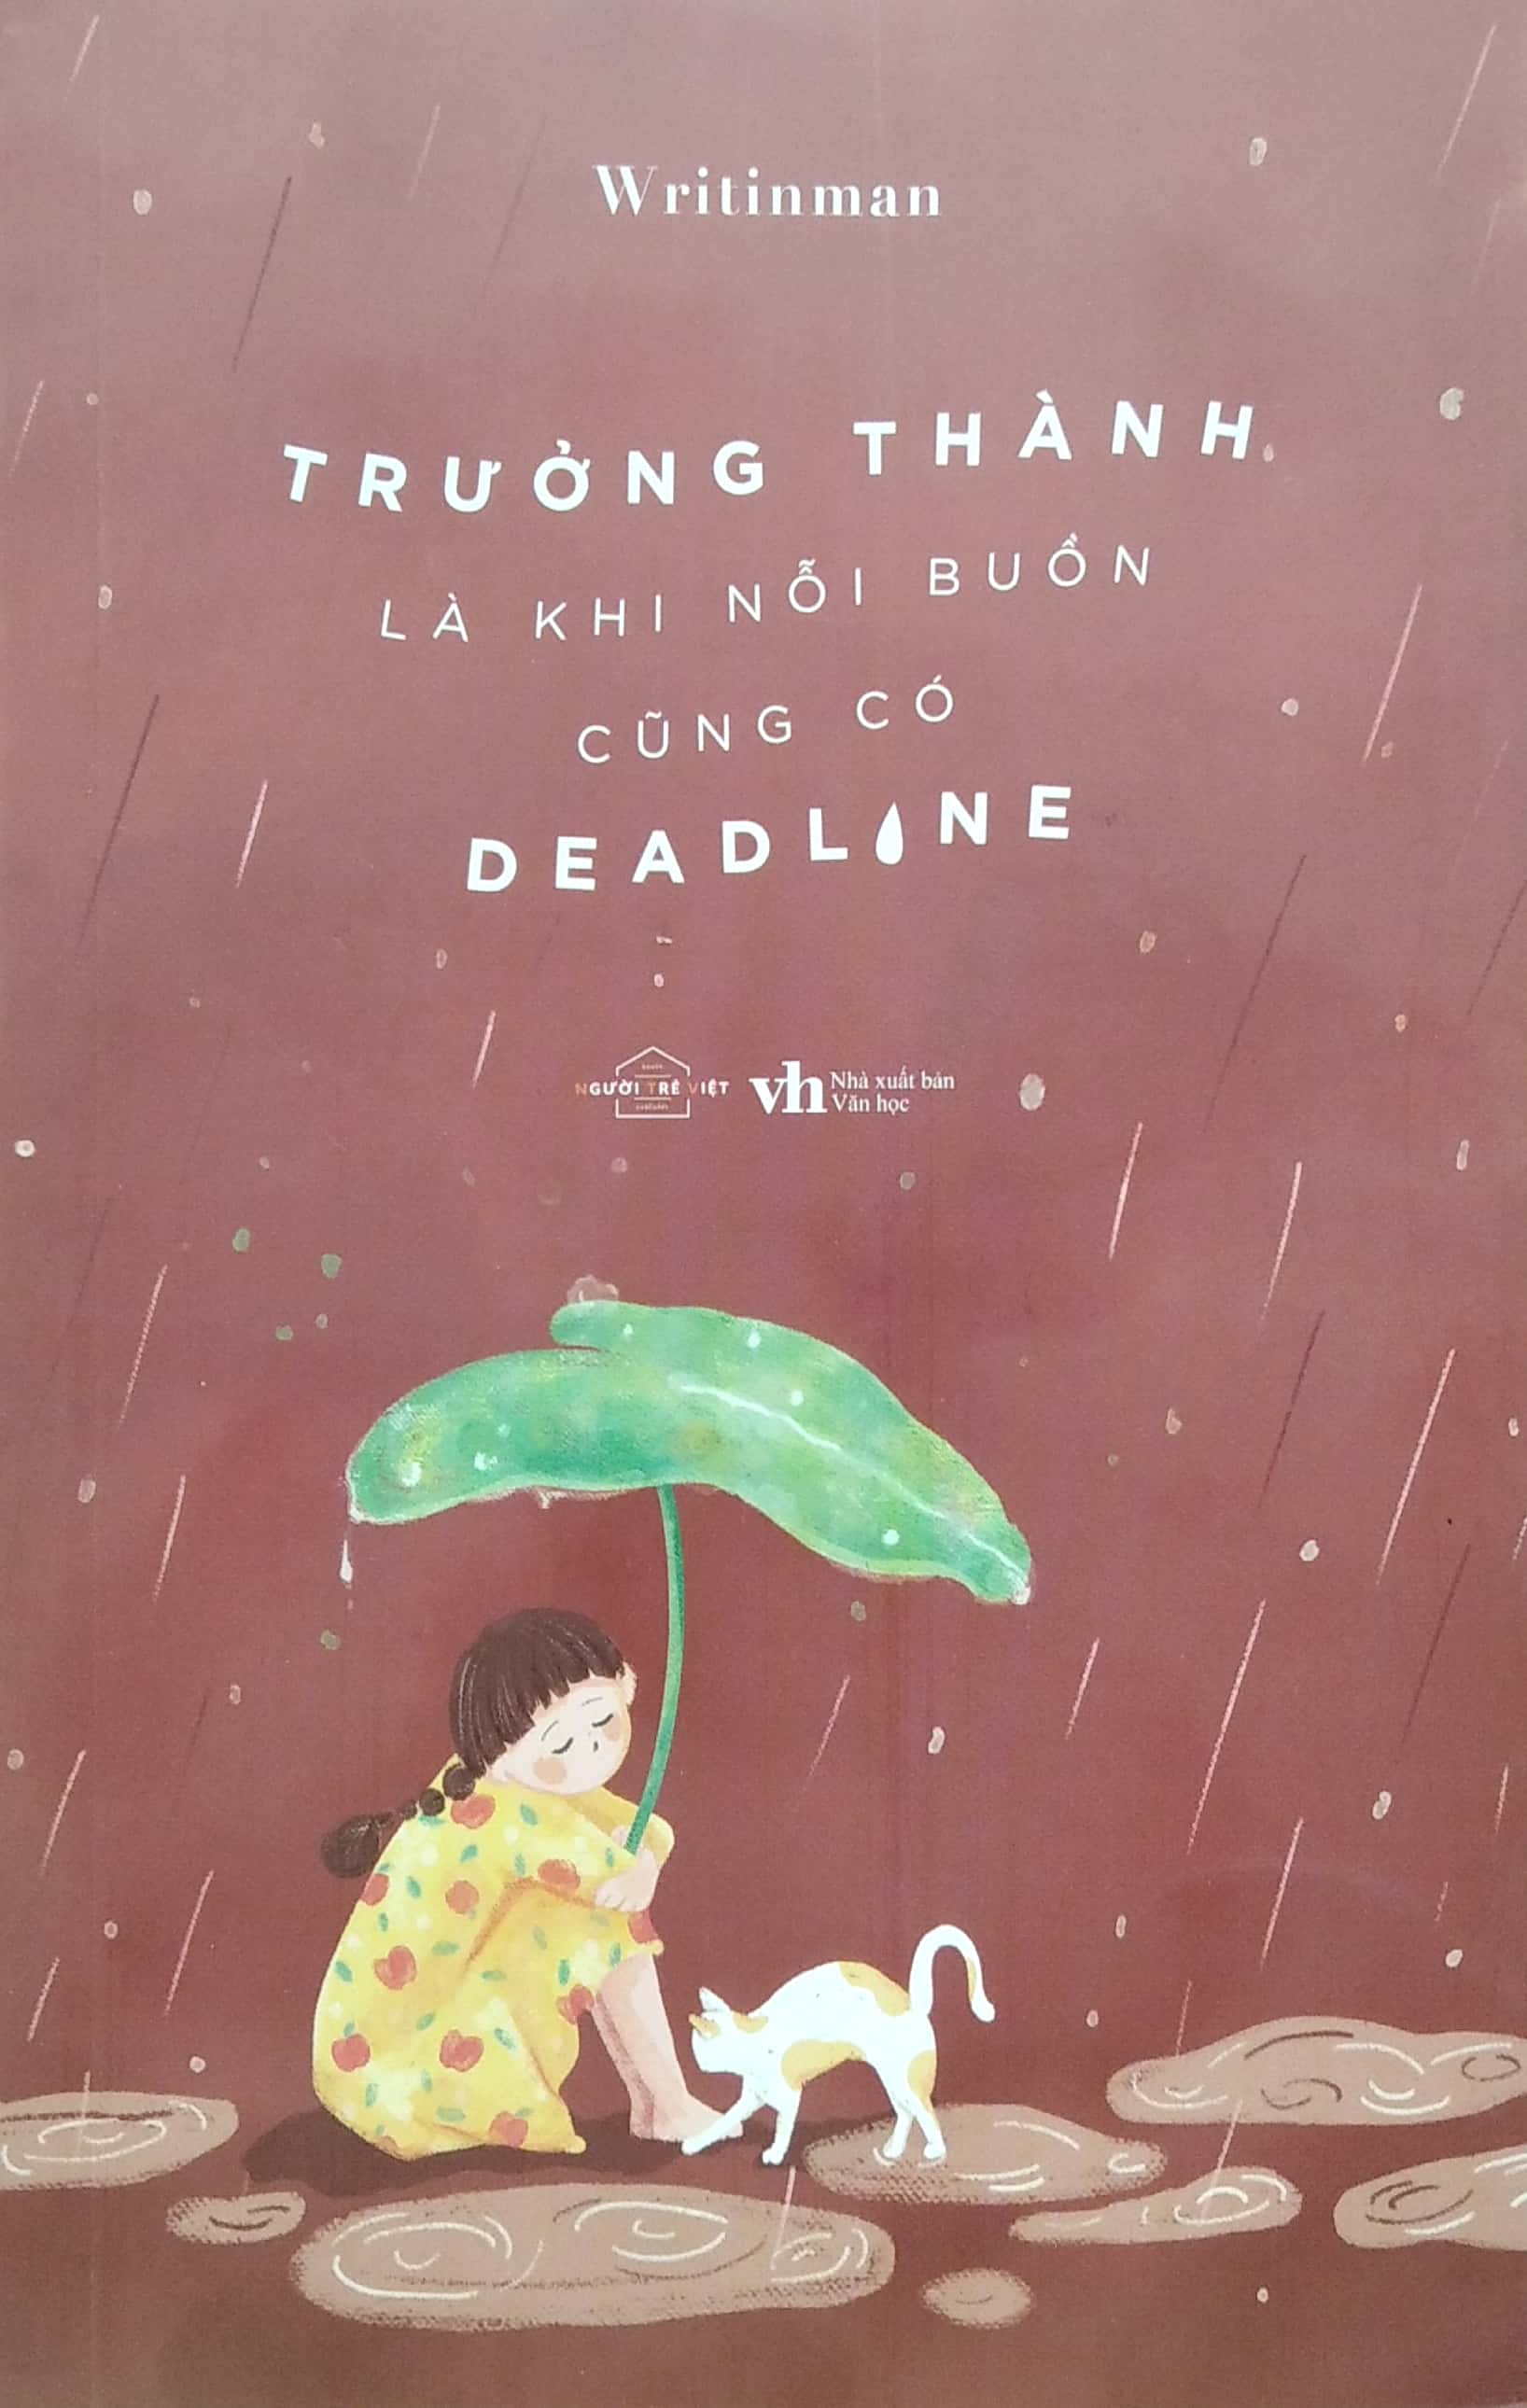 Writinman
TRƯỞNG THÀNH
LÀ KHI NỖI BUỒN
CŨNG CÓ
DEADLINE
NGƯỜI TRẺ VIỆT
vh Nhà xuất bản
Văn học